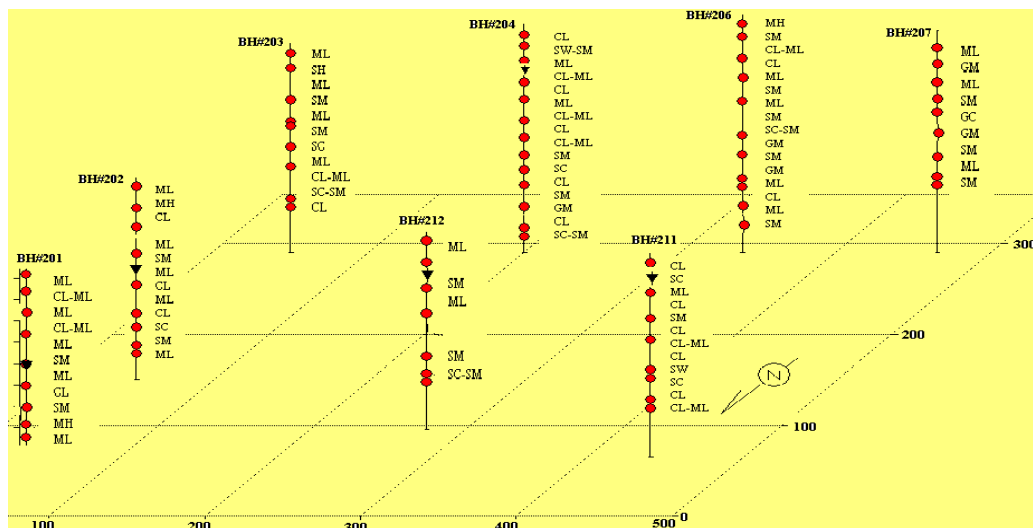 BH#203
ML
SH
ML
SM
ML
SM
SC
ML
CL-ML
SC-SM
CL
BH#204
CL
SW-SM
ML
CL-ML
CL
ML
CL-ML
CL
CL-ML
SM
SC
CL
SM
GM
CL
SC-SM
BH#206
MH
SM
CL-ML
CL
ML
SM
ML
SM
SC-SM
GM
SM
GM
ML
CL
ML
SM
BH#207
ML
GM
ML
SM
GC
GM
SM
ML
SM
BH#202
ML
MH
CL
ML
SM
ML
CL
ML
CL
SC
SM
ML
BH#212
ML
SM
ML
SM
SC-SM
BH#201
ML
CL-ML
ML
CL-ML
ML
SM
ML
GL
SM
MH
ML
BH#211
CL
SC
ML
CL
SM
CL
CL-ML
CL
SW
SC
CL
CL-ML
N
300
200
100
0
100
200
300
400
500